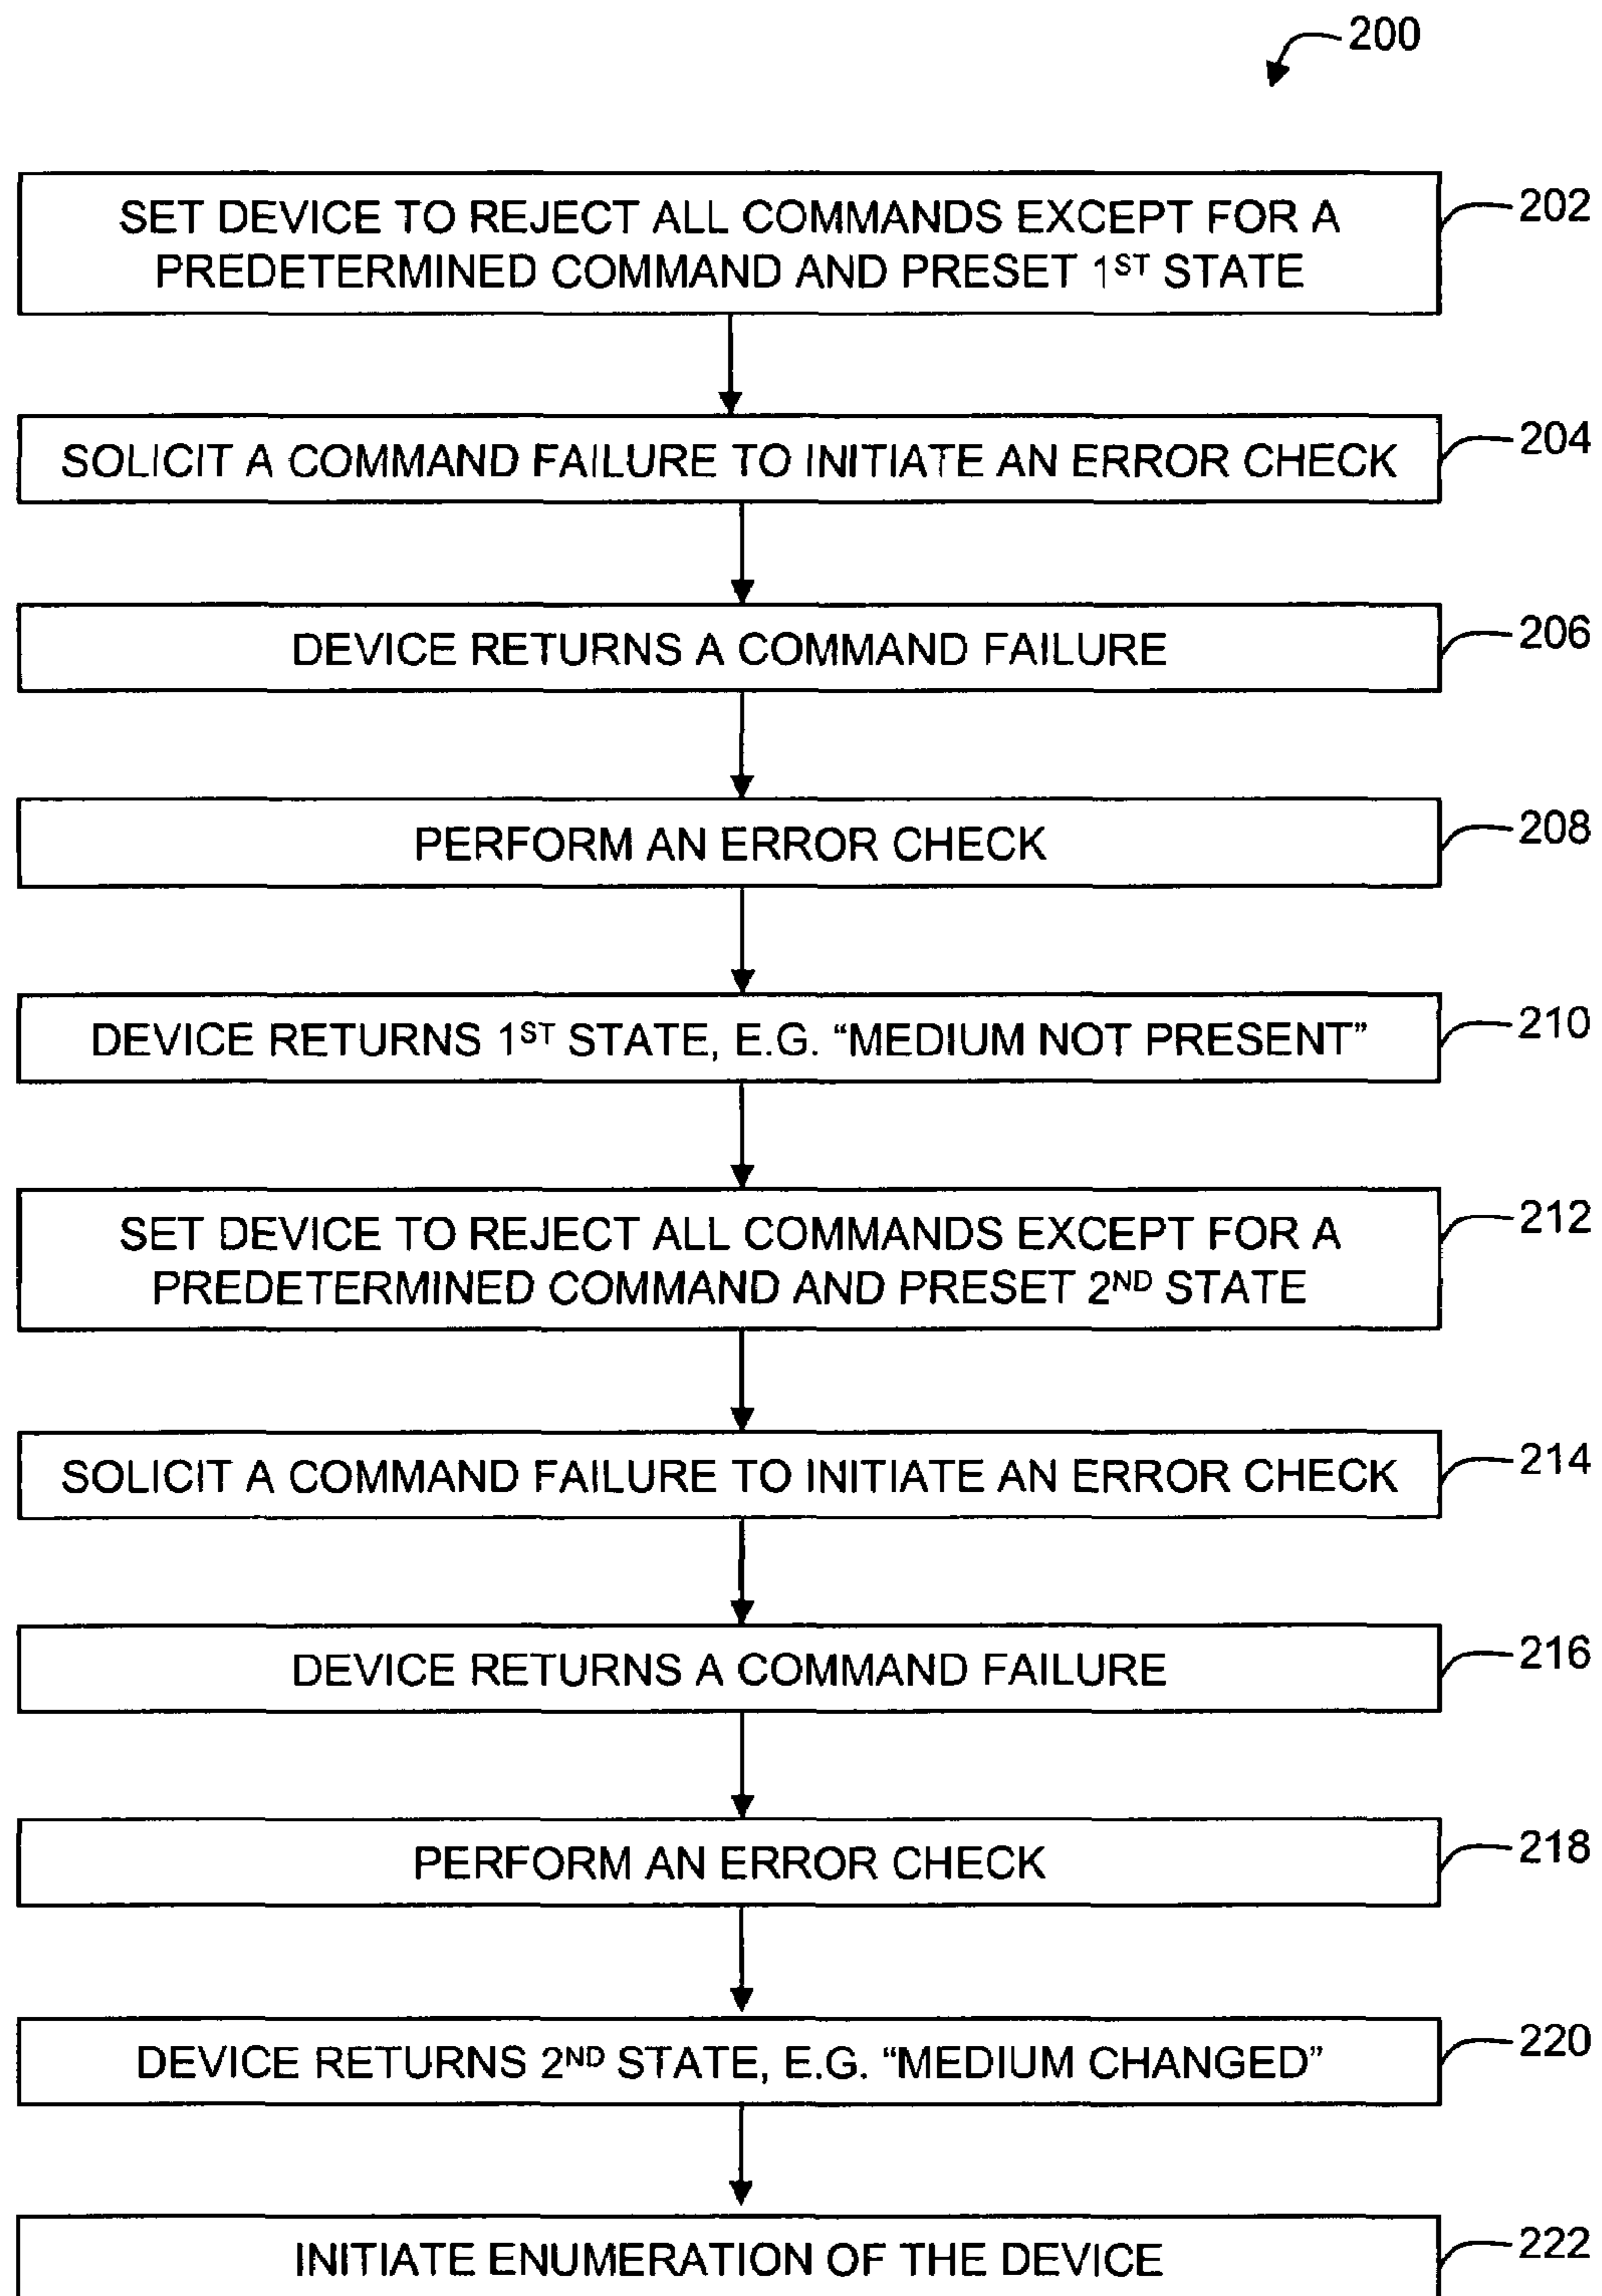 200
SET DEVICE TO REJECT ALL COMMANDS EXCEPT FOR A
PREDETERMINED COMMAND AND PRESET 1ST STATE
202
SOLICIT A COMMAND FAILURE TO INITIATE AN ERROR CHECK
204
DEVICE RETURNS A COMMAND FAILURE
206
PERFORM AN ERROR CHECK
208
DEVICE RETURNS 1ST STATE, E.G. “MEDIUM NOT PRESENT”
210
SET DEVICE TO REJECT ALL COMMANDS EXCEPT FOR A
PREDETERMINED COMMAND AND PRESET 2ND STATE
212
SOLICIT A COMMAND FAILURE TO INITIATE AN ERROR CHECK
214
DEVICE RETURNS A COMMAND FAILURE
216
PERFORM AN ERROR CHECK
218
DEVICE RETURNS 2ND STATE, E.G. “MEDIUM CHANGED”
220
INITIATE ENUMERATION OF THE DEVICE
222